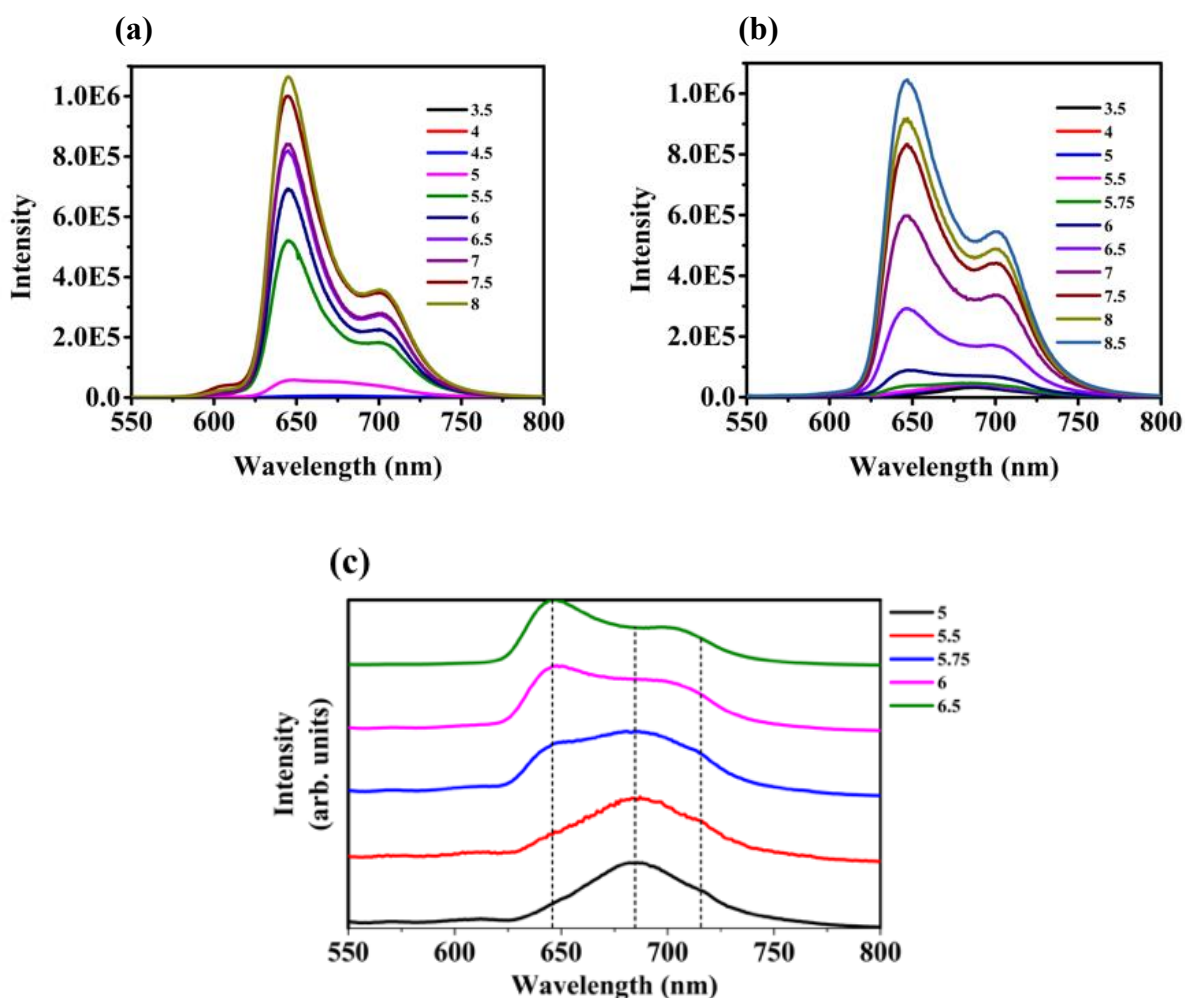 (a)
1.0E6
8.0E5
6.0E5
4.0E5
2.0E5
0.0
Intensity
550 600 650 700 750 800
Wavelength (nm)
3.5
4
4.5
5
5.5
6
6.5
7
7.5
8
(b)
1.0E6
8.0E5
6.0E5
4.0E5
2.0E5
0.0
Intensity
550 600 650 700 750 800
Wavelength (nm)
3.5
4
5
5.5
5.75
6
6.5
7
7.5
8
8.5
(c)
Intensity
(arb. units)
550 600 650 700 750 800
Wavelength (nm)
5
5.5
5.75
6
6.5